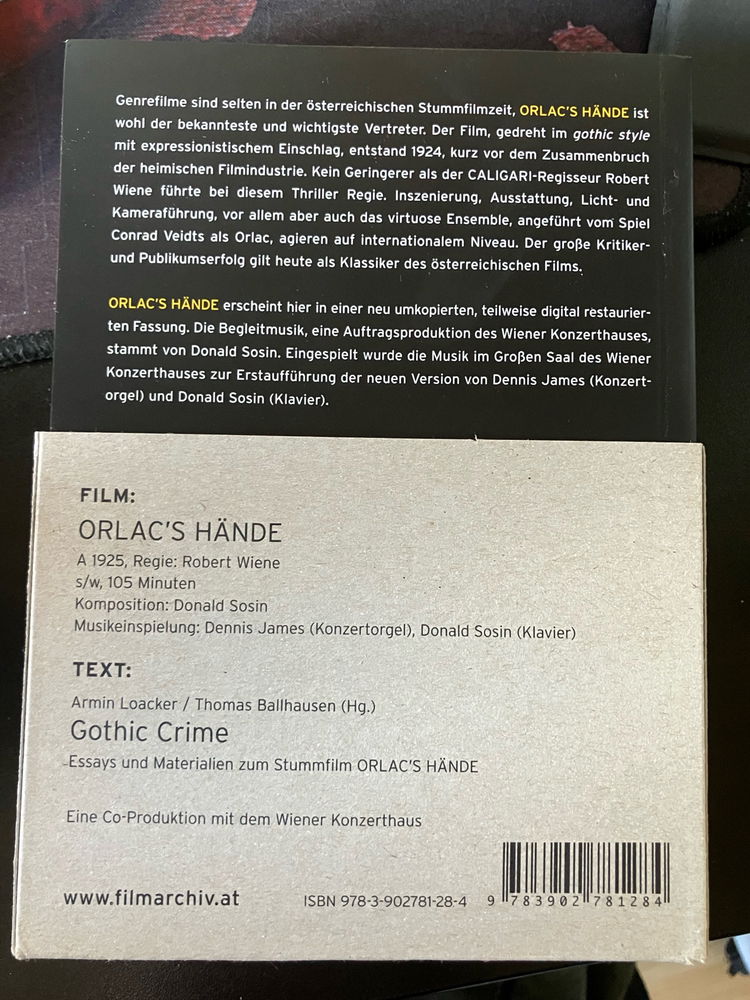 Genrefilme sind selten in der österreichischen Stummfilmzeit, ORLAC'S HÄNDE ist
wohl der bekannteste und wichtigste Vertreter. Der Film, gedreht im gothic style
mit expressionistischem Einschlag, entstand 1924, kurz vor dem Zusammenbruch
der heimischen Filmindustrie. Kein Geringerer als der CALIGARI-Regisseur Robert
Wiene führte bei diesem Thriller Regie. Inszenierung, Ausstattung, Licht- und
Kameraführung, vor allem aber auch das virtuose Ensemble, angeführt vom Spiel
Conrad Veidts als Orlac, agieren auf internationalem Niveau. Der große Kritiker-
und Publikumserfolg gilt heute als Klassiker des österreichischen Films.
ORLAC'S HÄNDE erscheint hier in einer neu umkopierten, teilweise digital restaurier-
ten Fassung. Die Begleitmusik, eine Auftragsproduktion des Wiener Konzerthauses,
stammt von Donald Sosin. Eingespielt wurde die Musik im Großen Saal des Wiener
Konzerthauses zur Erstaufführung der neuen Version von Dennis James (Konzert-
orgel) und Donald Sosin (Klavier).
FILM:
ORLAC'S HÄNDE
A 1925, Regie: Robert Wiene
s/w, 105 Minuten
Komposition: Donald Sosin
Musikeinspielung: Dennis James (Konzertorgel), Donald Sosin (Klavier)
TEXT:
Armin Loacker / Thomas Ballhausen (Hg.)
Gothic Crime
Essays und Materialien zum Stummfilm ORLAC'S HÄNDE
Eine Co-Produktion mit dem Wiener Konzerthaus
www.filmarchiv.at
ISBN 978-3-902781-28-4
9 783902 781284